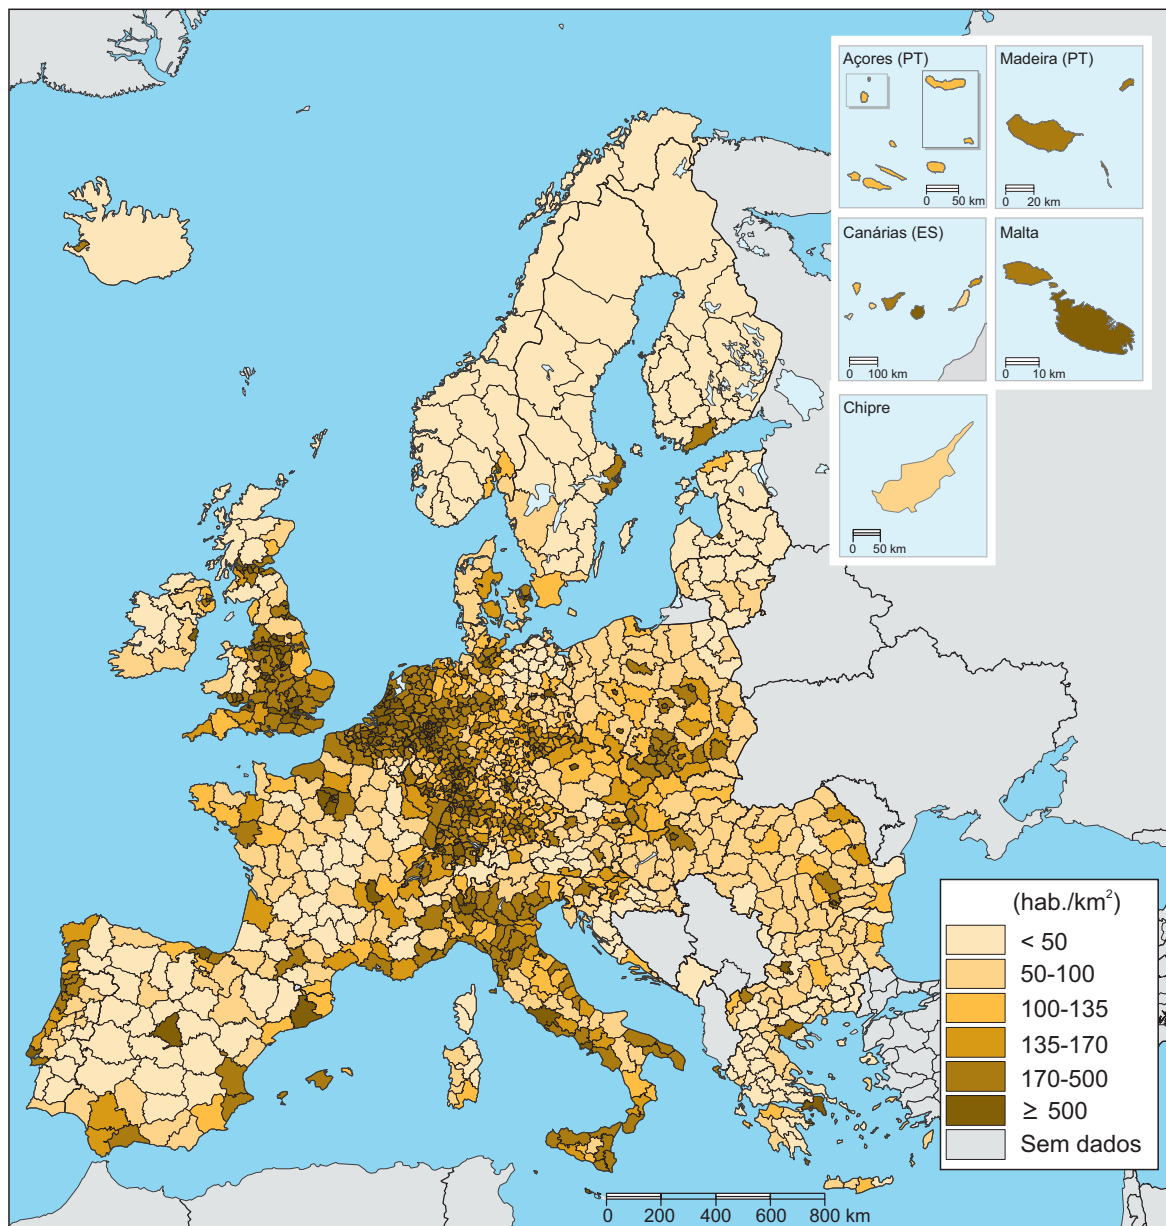 Açores (PT)
0 50 km
Madeira (PT)
0 20 km
Canárias (ES)
0 100 km
Malta
0 10 km
Chipre
0 50 km
(hab./km²)
< 50
50-100
100-135
135-170
170-500
≥ 500
Sem dados
0 200 400 600 800 km